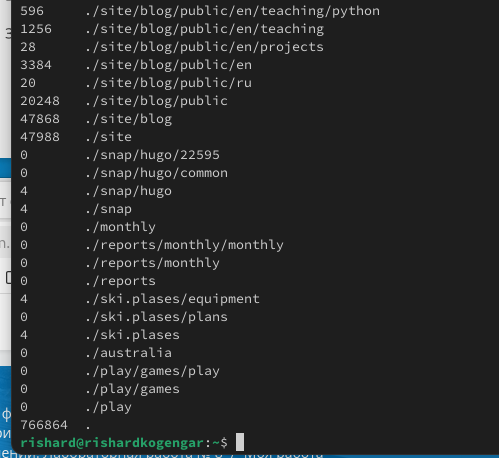 596 ./site/blog/public/en/teaching/python
1256 ./site/blog/public/en/teaching
28 ./site/blog/public/en/projects
3384 ./site/blog/public/en
20 ./site/blog/public/ru
20248 ./site/blog/public
47868 ./site/blog
47988 ./site
0 ./snap/hugo/22595
0 ./snap/hugo/common
4 ./snap/hugo
4 ./snap
0 ./monthly
0 ./reports/monthly/monthly
0 ./reports/monthly
0 ./reports
4 ./ski.plases/equipment
0 ./ski.plases/plans
4 ./ski.plases
0 ./australia
0 ./play/games/play
0 ./play/games
0 ./play
766864 .
rishard@rishardkogengar:~$